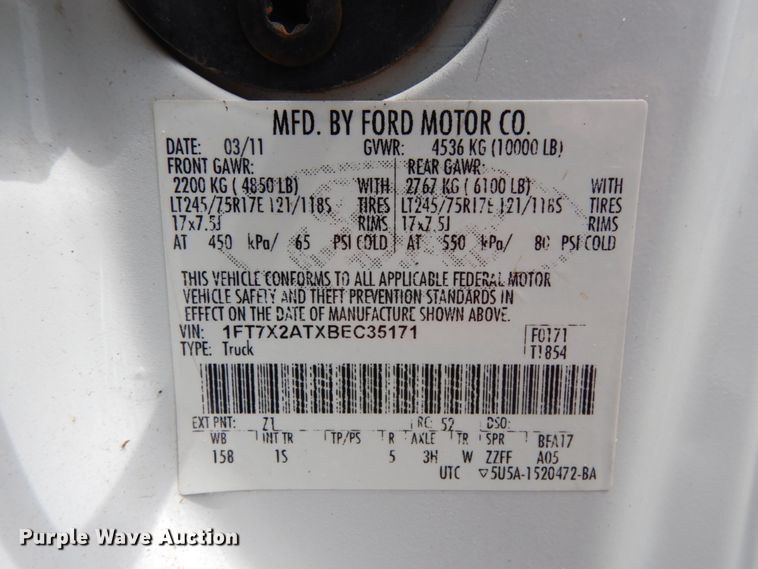 MFD. BY FORD MOTOR CO.
DATE: 03/11 GVWR: 4536 KG (10000 LB)
FRONT GAWR: REAR GAWR:
2200 KG ( 4850 LB) WITH 2767 KG ( 6100 LB) WITH
LT245/75R17E 121/118S TIRES LT245/75R17E 121/118S TIRES
17x7.5J RIMS 17x7.5J RIMS
AT 450 kPa/ 65 PSI COLD AT 550 kPa/ 80 PSI COLD
THIS VEHICLE CONFORMS TO ALL APPLICABLE FEDERAL MOTOR
VEHICLE SAFETY AND THEFT PREVENTION STANDARDS IN
EFFECT ON THE DATE OF MANUFACTURE SHOWN ABOVE.
VIN: 1FT7X2ATXBEC35171 F0171
TYPE: Truck T1854
EXT PNT: Z1 RC: 52 DSO:
WB INT TR TP/PS R AXLE TR SPR BFA17
158 1S 5 3H W ZZFF A05
UTC ▽5U5A-1520472-BA
Purple Wave Auction